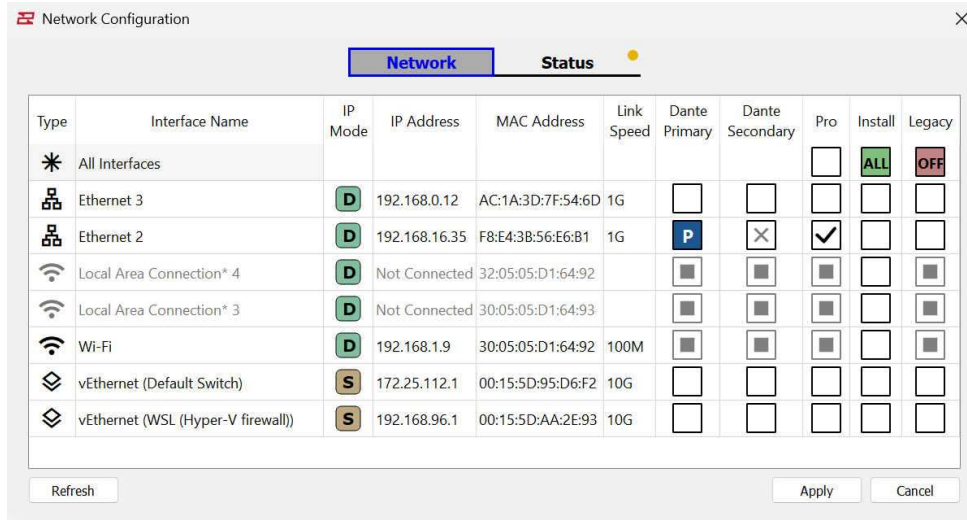 Network Configuration
Network Status
Type Interface Name IP Mode IP Address MAC Address Link Speed Dante Primary Dante Secondary Pro Install Legacy
All Interfaces ALL OFF
Ethernet 3 D 192.168.0.12 AC:1A:3D:7F:54:6D 1G
Ethernet 2 D 192.168.16.35 F8:E4:3B:56:E6:B1 1G P
Local Area Connection* 4 D Not Connected 32:05:05:D1:64:92
Local Area Connection* 3 D Not Connected 30:05:05:D1:64:93
Wi-Fi D 192.168.1.9 30:05:05:D1:64:92 100M
vEthernet (Default Switch) S 172.25.112.1 00:15:5D:95:D6:F2 10G
vEthernet (WSL (Hyper-V firewall)) S 192.168.96.1 00:15:5D:AA:2E:93 10G
Refresh Apply Cancel